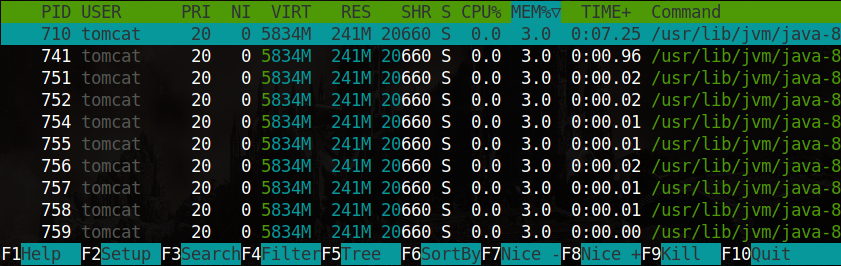 PID USER PRI NI VIRT RES SHR S CPU% MEM%▽ TIME+ Command
710 tomcat 20 0 5834M 241M 20660 S 0.0 3.0 0:07.25 /usr/lib/jvm/java-8
741 tomcat 20 0 5834M 241M 20660 S 0.0 3.0 0:00.96 /usr/lib/jvm/java-8
751 tomcat 20 0 5834M 241M 20660 S 0.0 3.0 0:00.02 /usr/lib/jvm/java-8
752 tomcat 20 0 5834M 241M 20660 S 0.0 3.0 0:00.02 /usr/lib/jvm/java-8
754 tomcat 20 0 5834M 241M 20660 S 0.0 3.0 0:00.01 /usr/lib/jvm/java-8
755 tomcat 20 0 5834M 241M 20660 S 0.0 3.0 0:00.01 /usr/lib/jvm/java-8
756 tomcat 20 0 5834M 241M 20660 S 0.0 3.0 0:00.02 /usr/lib/jvm/java-8
757 tomcat 20 0 5834M 241M 20660 S 0.0 3.0 0:00.01 /usr/lib/jvm/java-8
758 tomcat 20 0 5834M 241M 20660 S 0.0 3.0 0:00.01 /usr/lib/jvm/java-8
759 tomcat 20 0 5834M 241M 20660 S 0.0 3.0 0:00.00 /usr/lib/jvm/java-8
F1Help F2Setup F3SearchF4FilterF5Tree F6SortByF7Nice -F8Nice +F9Kill F10Quit